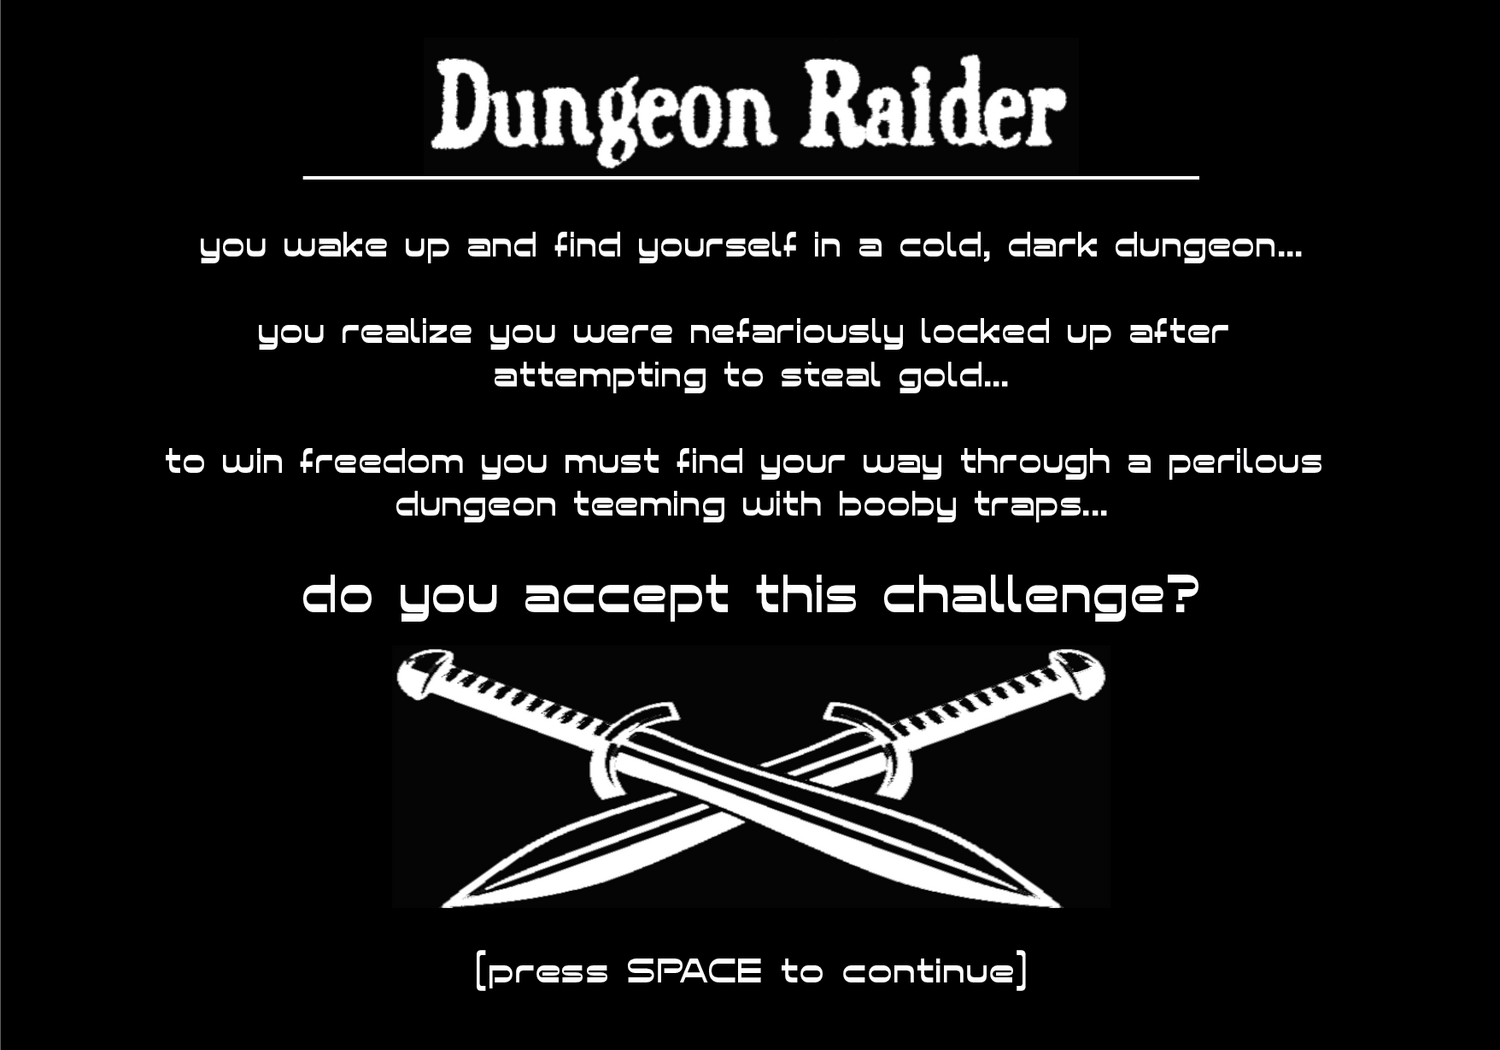 Dungeon Raider
you wake up and find yourself in a cold, dark dungeon...
you realize you were nefariously locked up after
attempting to steal gold...
to win freedom you must find your way through a perilous
dungeon teeming with booby traps...
do you accept this challenge?
[press SPACE to continue]